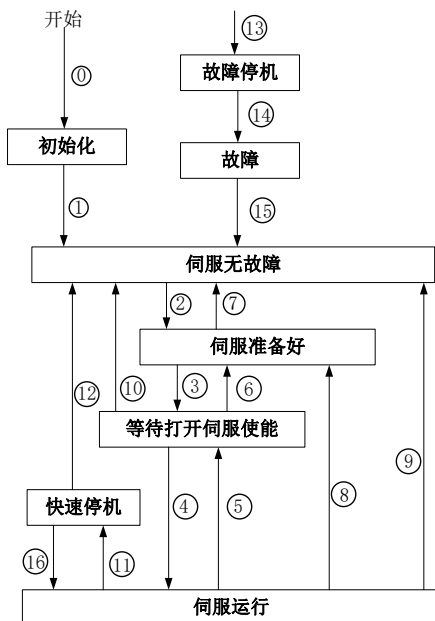 开始
⑬
⓪
故障停机
⑭
初始化
故障
①
⑮
伺服无故障
②
⑦
伺服准备好
⑫
⑩
③
⑥
等待打开伺服使能
⑨
快速停机
④
⑤
⑧
⑯
⑪
伺服运行